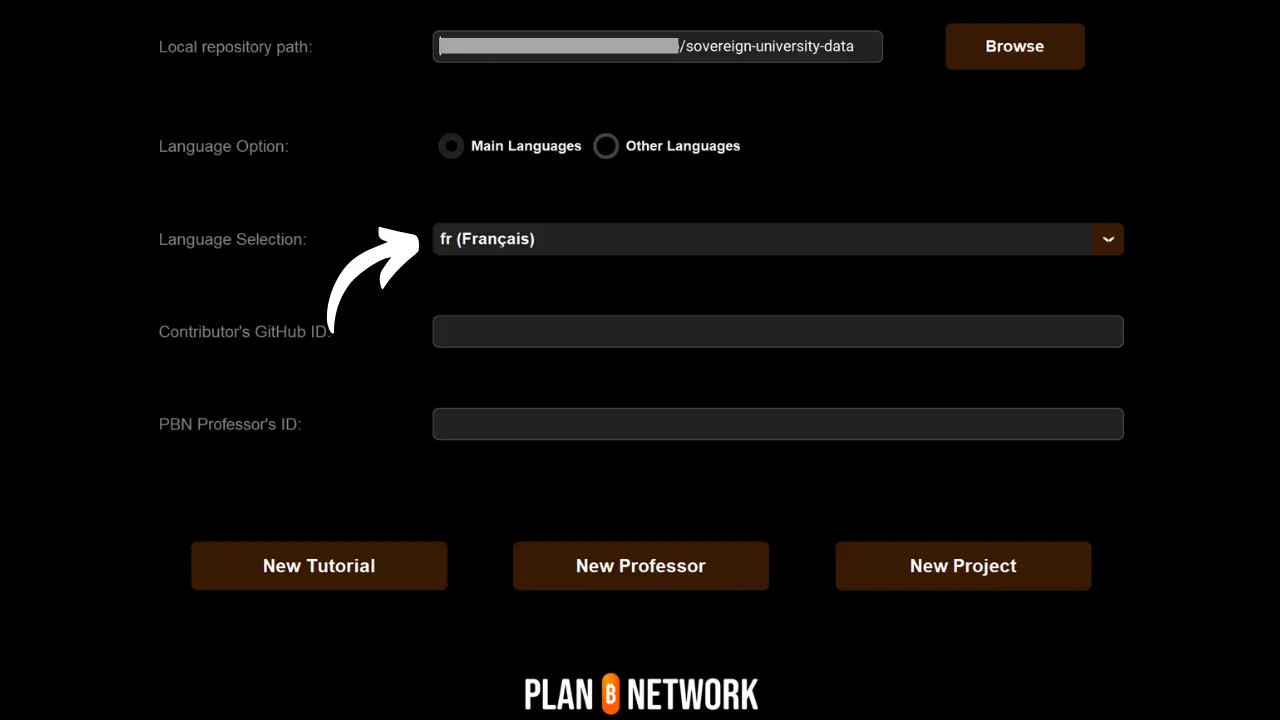 Local repository path:
/sovereign-university-data
Browse
Language Option:
Main Languages
Other Languages
Language Selection:
fr (Français)
Contributor's GitHub ID:
PBN Professor's ID:
New Tutorial
New Professor
New Project
PLAN ₿ NETWORK